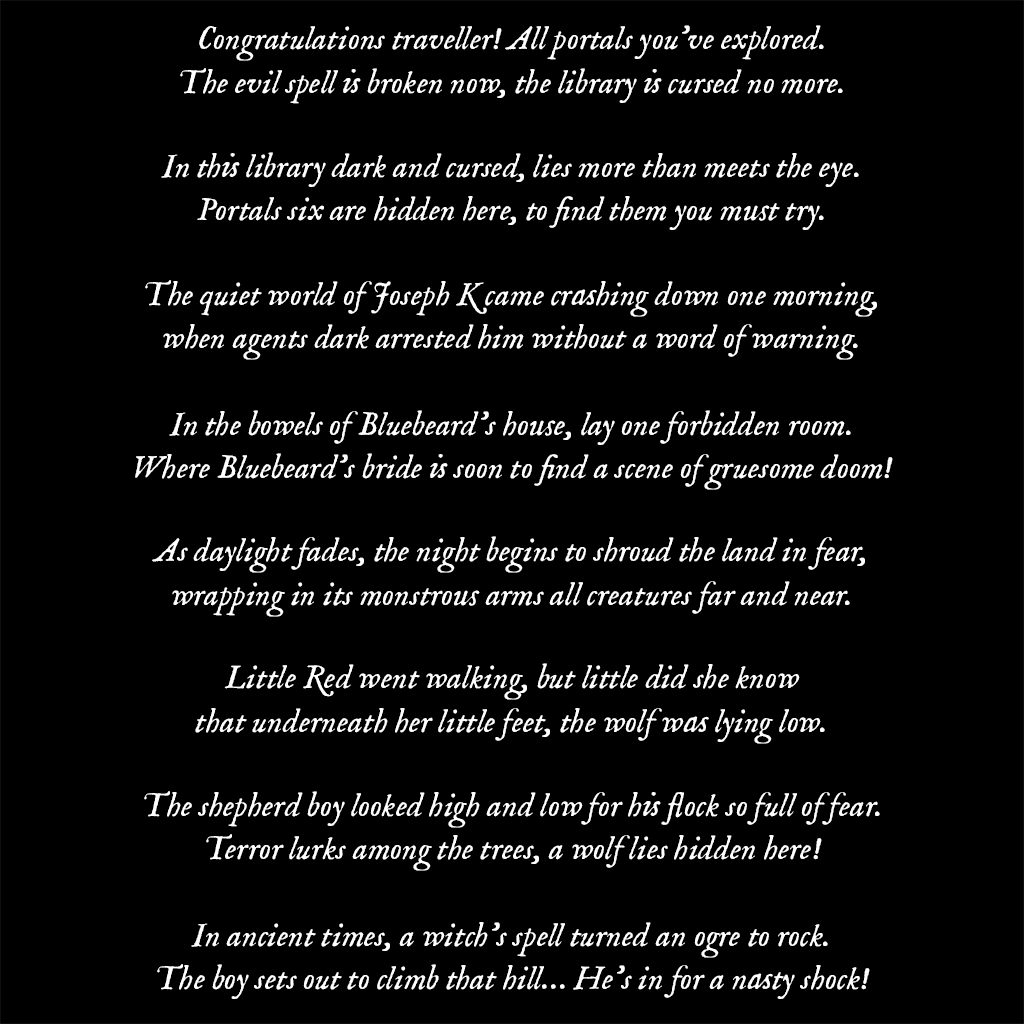 Congratulations traveller! All portals you've explored.
The evil spell is broken now, the library is cursed no more.
In this library dark and cursed, lies more than meets the eye.
Portals six are hidden here, to find them you must try.
The quiet world of Joseph K came crashing down one morning,
when agents dark arrested him without a word of warning.
In the bowels of Bluebeard's house, lay one forbidden room.
Where Bluebeard's bride is soon to find a scene of gruesome doom!
As daylight fades, the night begins to shroud the land in fear,
wrapping in its monstrous arms all creatures far and near.
Little Red went walking, but little did she know
that underneath her little feet, the wolf was lying low.
The shepherd boy looked high and low for his flock so full of fear.
Terror lurks among the trees, a wolf lies hidden here!
In ancient times, a witch's spell turned an ogre to rock.
The boy sets out to climb that hill... He's in for a nasty shock!